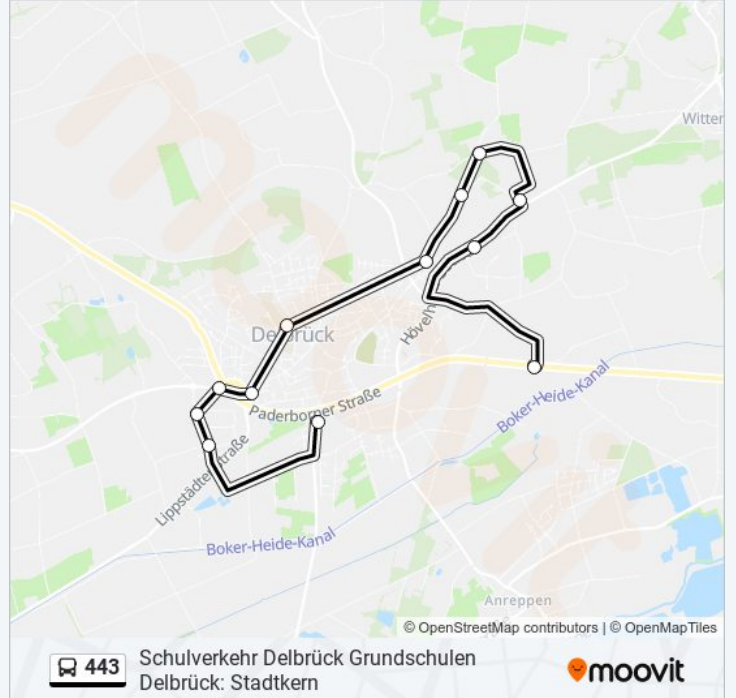 Witter
Delbrück
Höveln
Paderborner Straße
Boker-Heide-Kanal
Lippstädter Straße
Boker-Heide-Kanal
Anreppen
© OpenStreetMap contributors | © OpenMapTiles
443
Schulverkehr Delbrück Grundschulen
Delbrück: Stadtkern
moovit